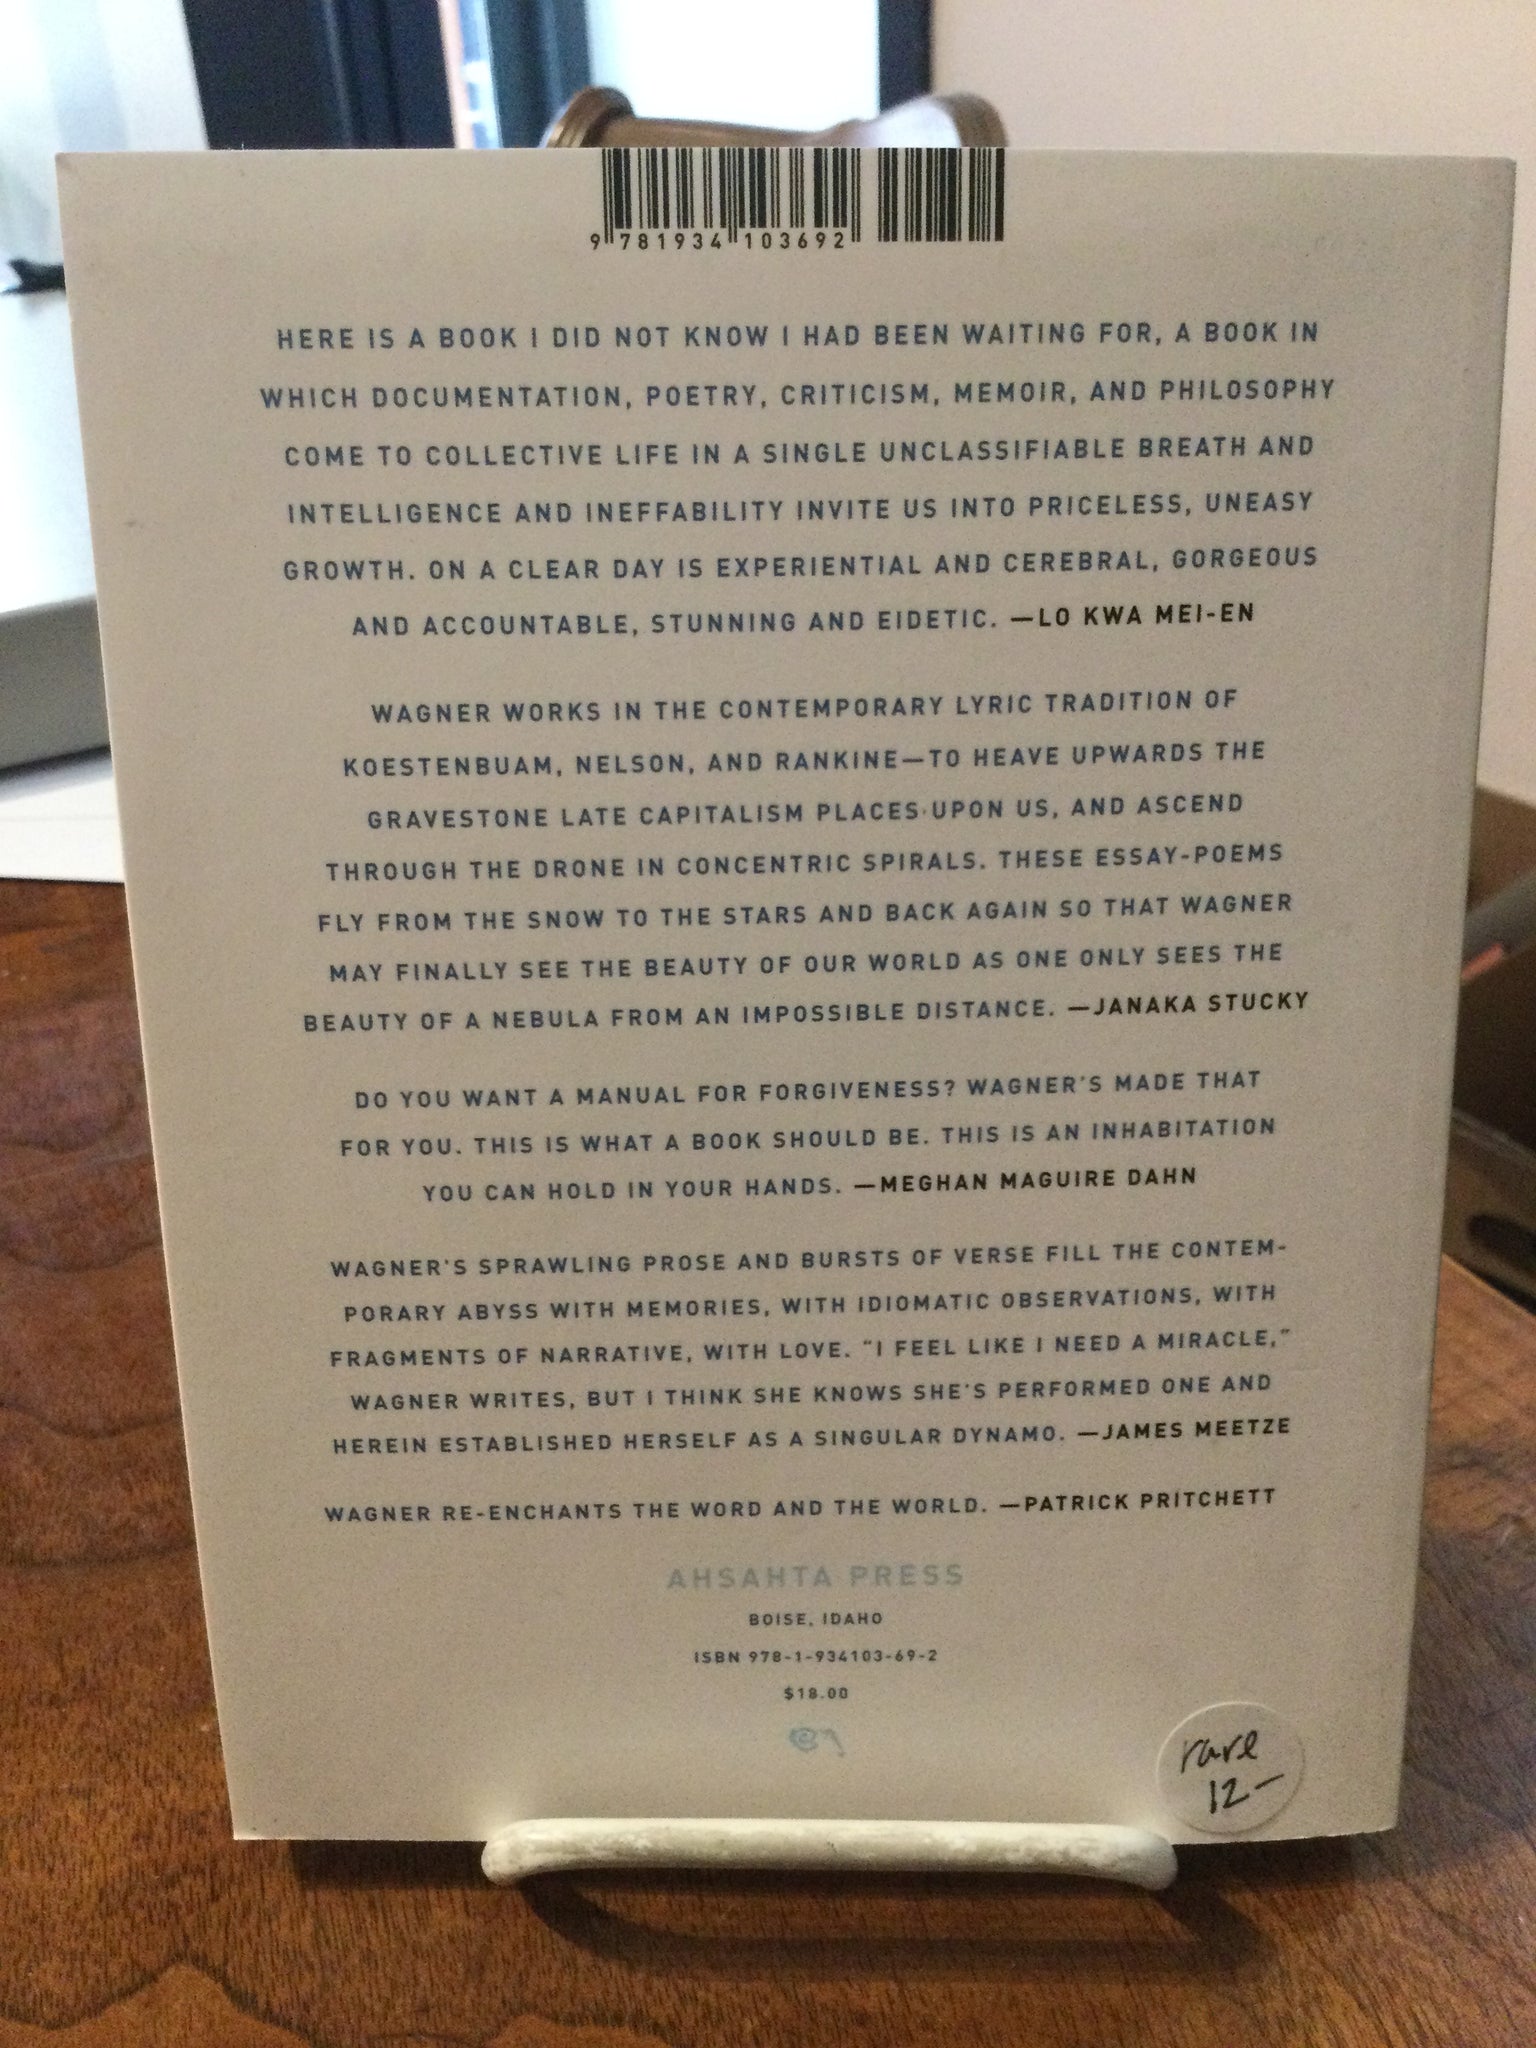 9 781934 103692
HERE IS A BOOK I DID NOT KNOW I HAD BEEN WAITING FOR, A BOOK IN
WHICH DOCUMENTATION, POETRY, CRITICISM, MEMOIR, AND PHILOSOPHY
COME TO COLLECTIVE LIFE IN A SINGLE UNCLASSIFIABLE BREATH AND
INTELLIGENCE AND INEFFABILITY INVITE US INTO PRICELESS, UNEASY
GROWTH. ON A CLEAR DAY IS EXPERIENTIAL AND CEREBRAL, GORGEOUS
AND ACCOUNTABLE, STUNNING AND EIDETIC. —LO KWA MEI-EN
WAGNER WORKS IN THE CONTEMPORARY LYRIC TRADITION OF
KOESTENBUAM, NELSON, AND RANKINE—TO HEAVE UPWARDS THE
GRAVESTONE LATE CAPITALISM PLACES UPON US, AND ASCEND
THROUGH THE DRONE IN CONCENTRIC SPIRALS. THESE ESSAY-POEMS
FLY FROM THE SNOW TO THE STARS AND BACK AGAIN SO THAT WAGNER
MAY FINALLY SEE THE BEAUTY OF OUR WORLD AS ONE ONLY SEES THE
BEAUTY OF A NEBULA FROM AN IMPOSSIBLE DISTANCE. —JANAKA STUCKY
DO YOU WANT A MANUAL FOR FORGIVENESS? WAGNER'S MADE THAT
FOR YOU. THIS IS WHAT A BOOK SHOULD BE. THIS IS AN INHABITATION
YOU CAN HOLD IN YOUR HANDS. —MEGHAN MAGUIRE DAHN
WAGNER'S SPRAWLING PROSE AND BURSTS OF VERSE FILL THE CONTEM-
PORARY ABYSS WITH MEMORIES, WITH IDIOMATIC OBSERVATIONS, WITH
FRAGMENTS OF NARRATIVE, WITH LOVE. "I FEEL LIKE I NEED A MIRACLE,"
WAGNER WRITES, BUT I THINK SHE KNOWS SHE'S PERFORMED ONE AND
HEREIN ESTABLISHED HERSELF AS A SINGULAR DYNAMO. —JAMES MEETZE
WAGNER RE-ENCHANTS THE WORD AND THE WORLD. —PATRICK PRITCHETT
AHSAHTA PRESS
BOISE, IDAHO
ISBN 978-1-934103-69-2
$18.00
rare
12-